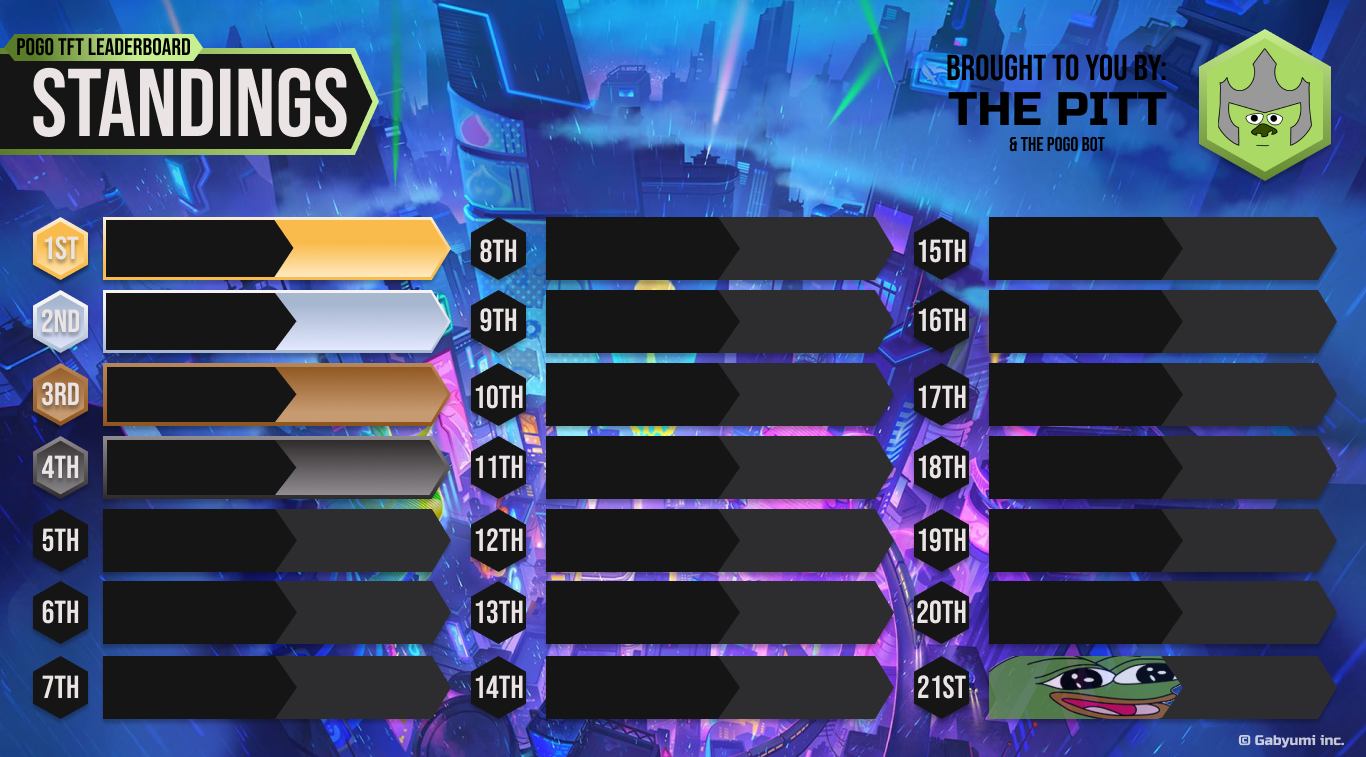 POGO TFT LEADERBOARD
STANDINGS
BROUGHT TO YOU BY:
THE PITT
& THE POGO BOT
1ST
2ND
3RD
4TH
5TH
6TH
7TH
8TH
9TH
10TH
11TH
12TH
13TH
14TH
15TH
16TH
17TH
18TH
19TH
20TH
21ST
© Gabyumi inc.